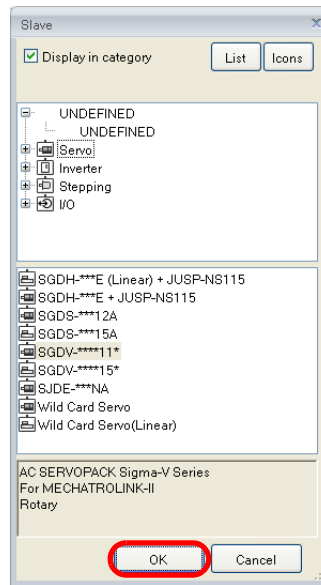 Slave
Display in category
List
Icons
UNDEFINED
UNDEFINED
Servo
Inverter
Stepping
I/O
SGDH-***E (Linear) + JUSP-NS115
SGDH-***E + JUSP-NS115
SGDS-***12A
SGDS-***15A
SGDV-****11*
SGDV-****15*
SJDE-***NA
Wild Card Servo
Wild Card Servo(Linear)
AC SERVOPACK Sigma-V Series
For MECHATROLINK-II
Rotary
OK
Cancel